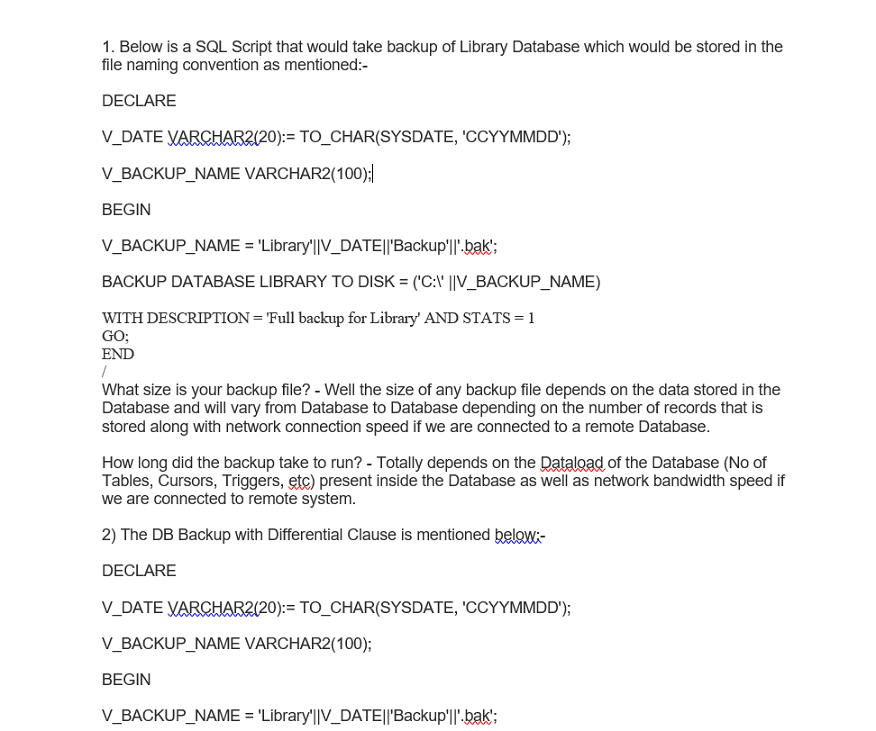 1. Below is a SQL Script that would take backup of Library Database which would be stored in the
file naming convention as mentioned:-
DECLARE
V_DATE VARCHAR2(20):= TO_CHAR(SYSDATE, 'CCYYMMDD');
V_BACKUP_NAME VARCHAR2(100);
BEGIN
V_BACKUP_NAME = 'Library'||V_DATE||'Backup'||'.bak';
BACKUP DATABASE LIBRARY TO DISK = ('C:\' ||V_BACKUP_NAME)
WITH DESCRIPTION = 'Full backup for Library' AND STATS = 1
GO;
END
/
What size is your backup file? - Well the size of any backup file depends on the data stored in the
Database and will vary from Database to Database depending on the number of records that is
stored along with network connection speed if we are connected to a remote Database.
How long did the backup take to run? - Totally depends on the Dataload of the Database (No of
Tables, Cursors, Triggers, etc) present inside the Database as well as network bandwidth speed if
we are connected to remote system.
2) The DB Backup with Differential Clause is mentioned below:-
DECLARE
V_DATE VARCHAR2(20):= TO_CHAR(SYSDATE, 'CCYYMMDD');
V_BACKUP_NAME VARCHAR2(100);
BEGIN
V_BACKUP_NAME = 'Library'||V_DATE||'Backup'||'.bak';